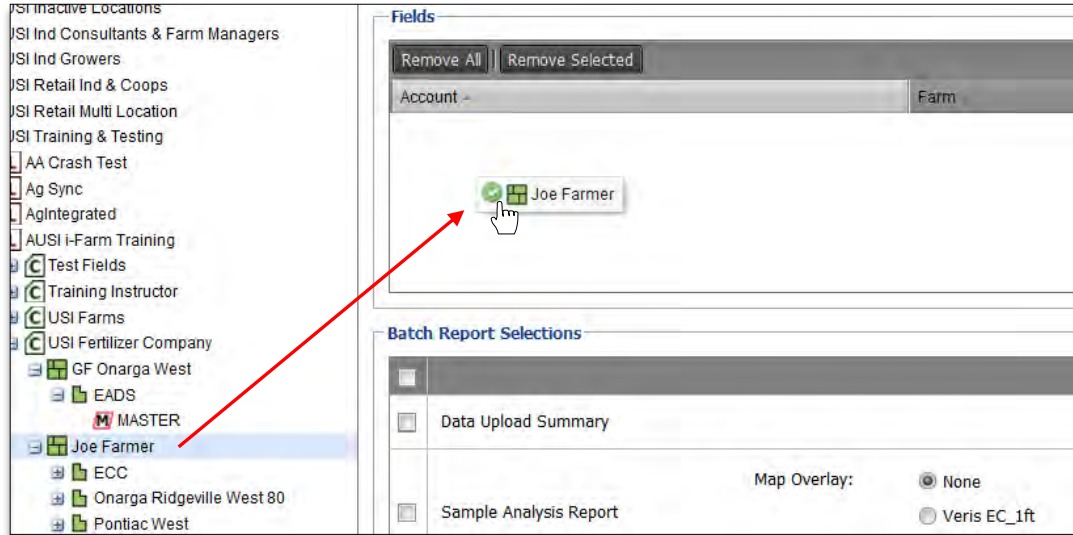 USI Inactive Locations
USI Ind Consultants & Farm Managers
USI Ind Growers
USI Retail Ind & Coops
USI Retail Multi Location
USI Training & Testing
L AA Crash Test
L Ag Sync
L AgIntegrated
L AUSI i-Farm Training
C Test Fields
C Training Instructor
C USI Farms
C USI Fertilizer Company
GF Onarga West
EADS
M MASTER
Joe Farmer
ECC
Onarga Ridgeville West 80
Pontiac West
Fields
Remove All Remove Selected
Account Farm
Joe Farmer
Batch Report Selections
Data Upload Summary
Sample Analysis Report
Map Overlay:
None
Veris EC_1ft